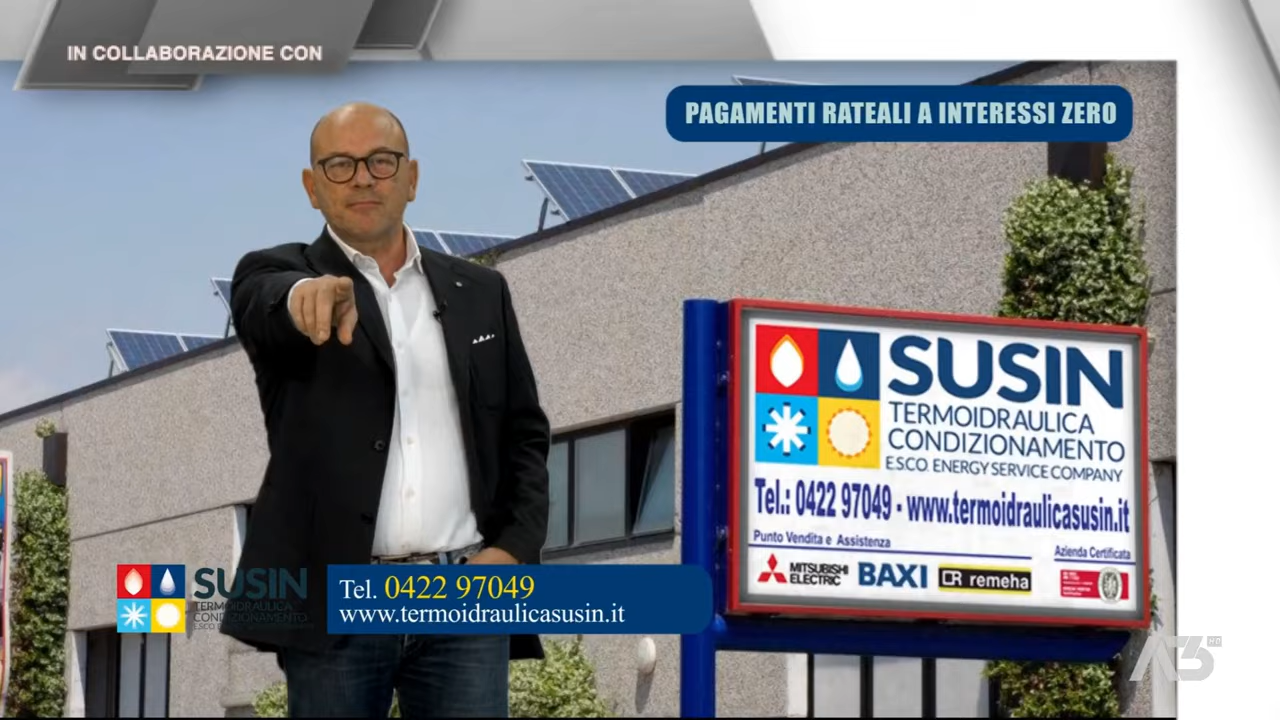 IN COLLABORAZIONE CON
PAGAMENTI RATEALI A INTERESSI ZERO
SUSIN
TERMOIDRAULICA
CONDIZIONAMENTO
E.S.CO. ENERGY SERVICE COMPANY
Tel.: 0422 97049 - www.termoidraulicasusin.it
Punto Vendita e Assistenza
Azienda Certificata
MITSUBISHI
ELECTRIC
BAXI
remeha
SUSIN
TERMOIDRAULICA
CONDIZIONAMENTO
Tel. 0422 97049
www.termoidraulicasusin.it
A3 HD